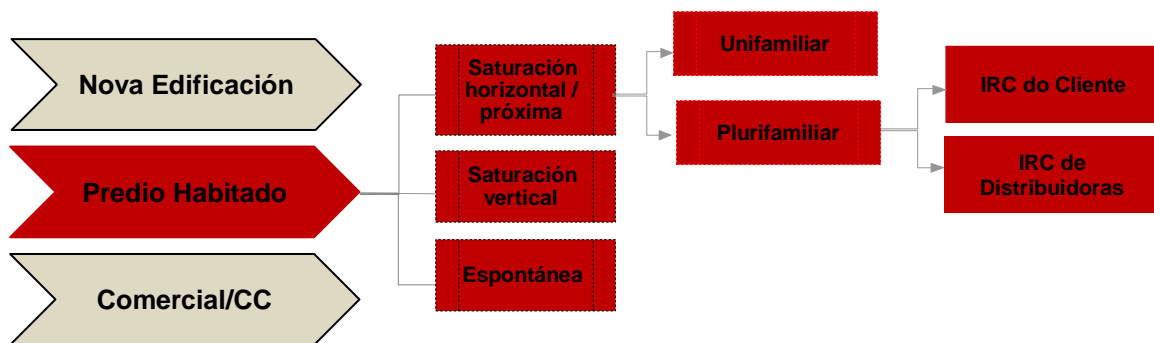 Nova Edificación
Predio Habitado
Comercial/CC
Saturación
horizontal /
próxima
Saturación
vertical
Espontánea
Unifamiliar
Plurifamiliar
IRC do Cliente
IRC de
Distribuidoras